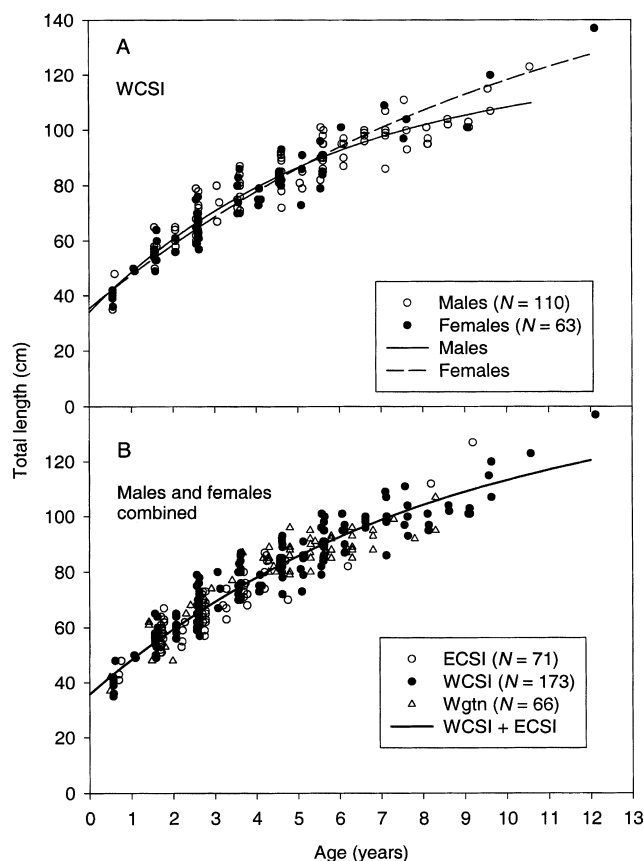 140
A
120
WCSI
100
80
60
40
20
0
Males (N = 110)
Females (N = 63)
Males
Females
Total length (cm)
B
120
Males and females
combined
100
80
60
40
20
0
ECSI (N = 71)
WCSI (N = 173)
Wgtn (N = 66)
WCSI + ECSI
0 1 2 3 4 5 6 7 8 9 10 11 12 13
Age (years)